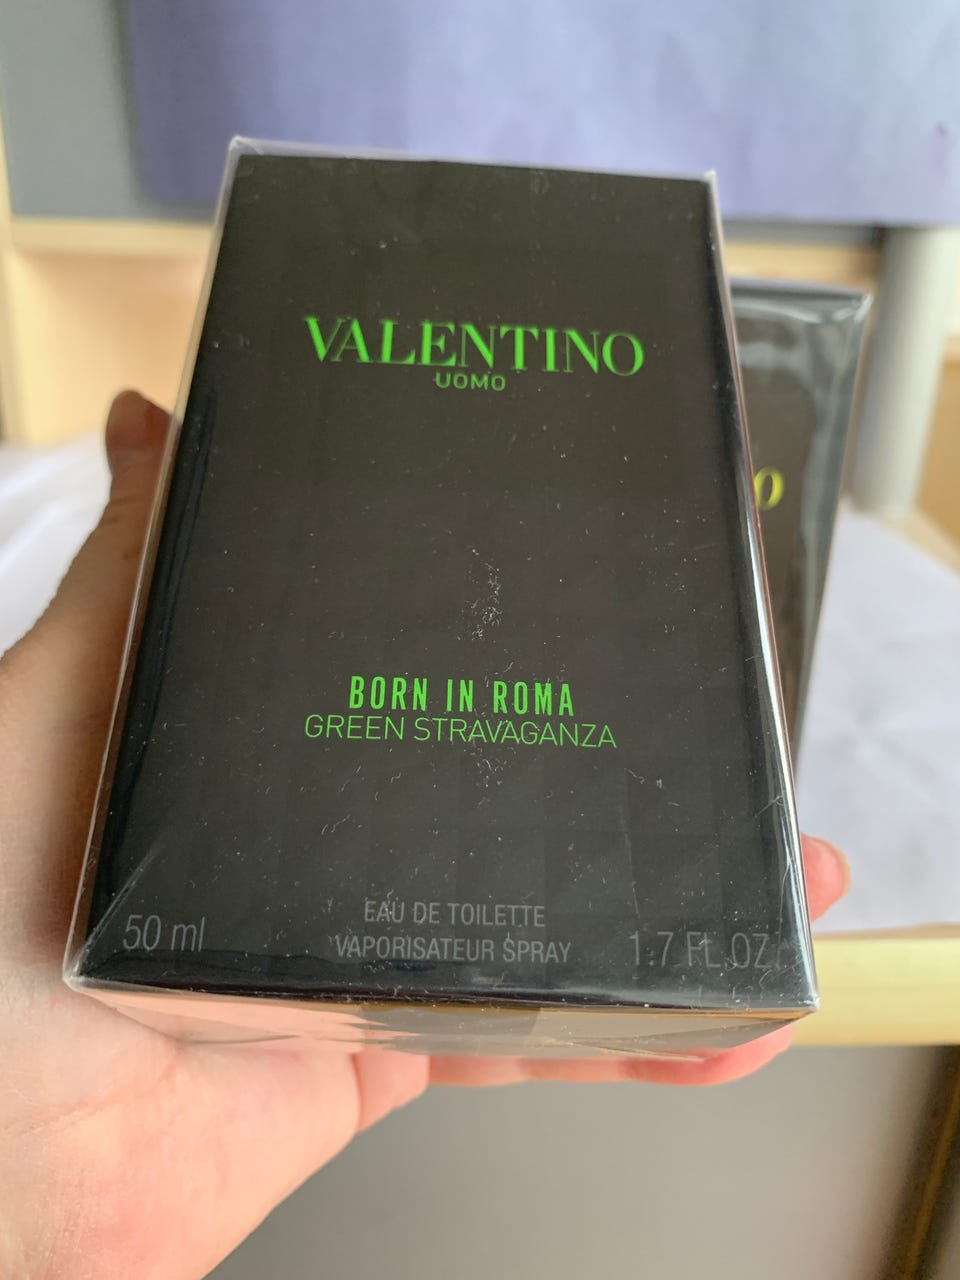 VALENTINO
UOMO
BORN IN ROMA
GREEN STRAVAGANZA
EAU DE TOILETTE
VAPORISATEUR SPRAY
50 ml
1.7 FL.OZ.
O